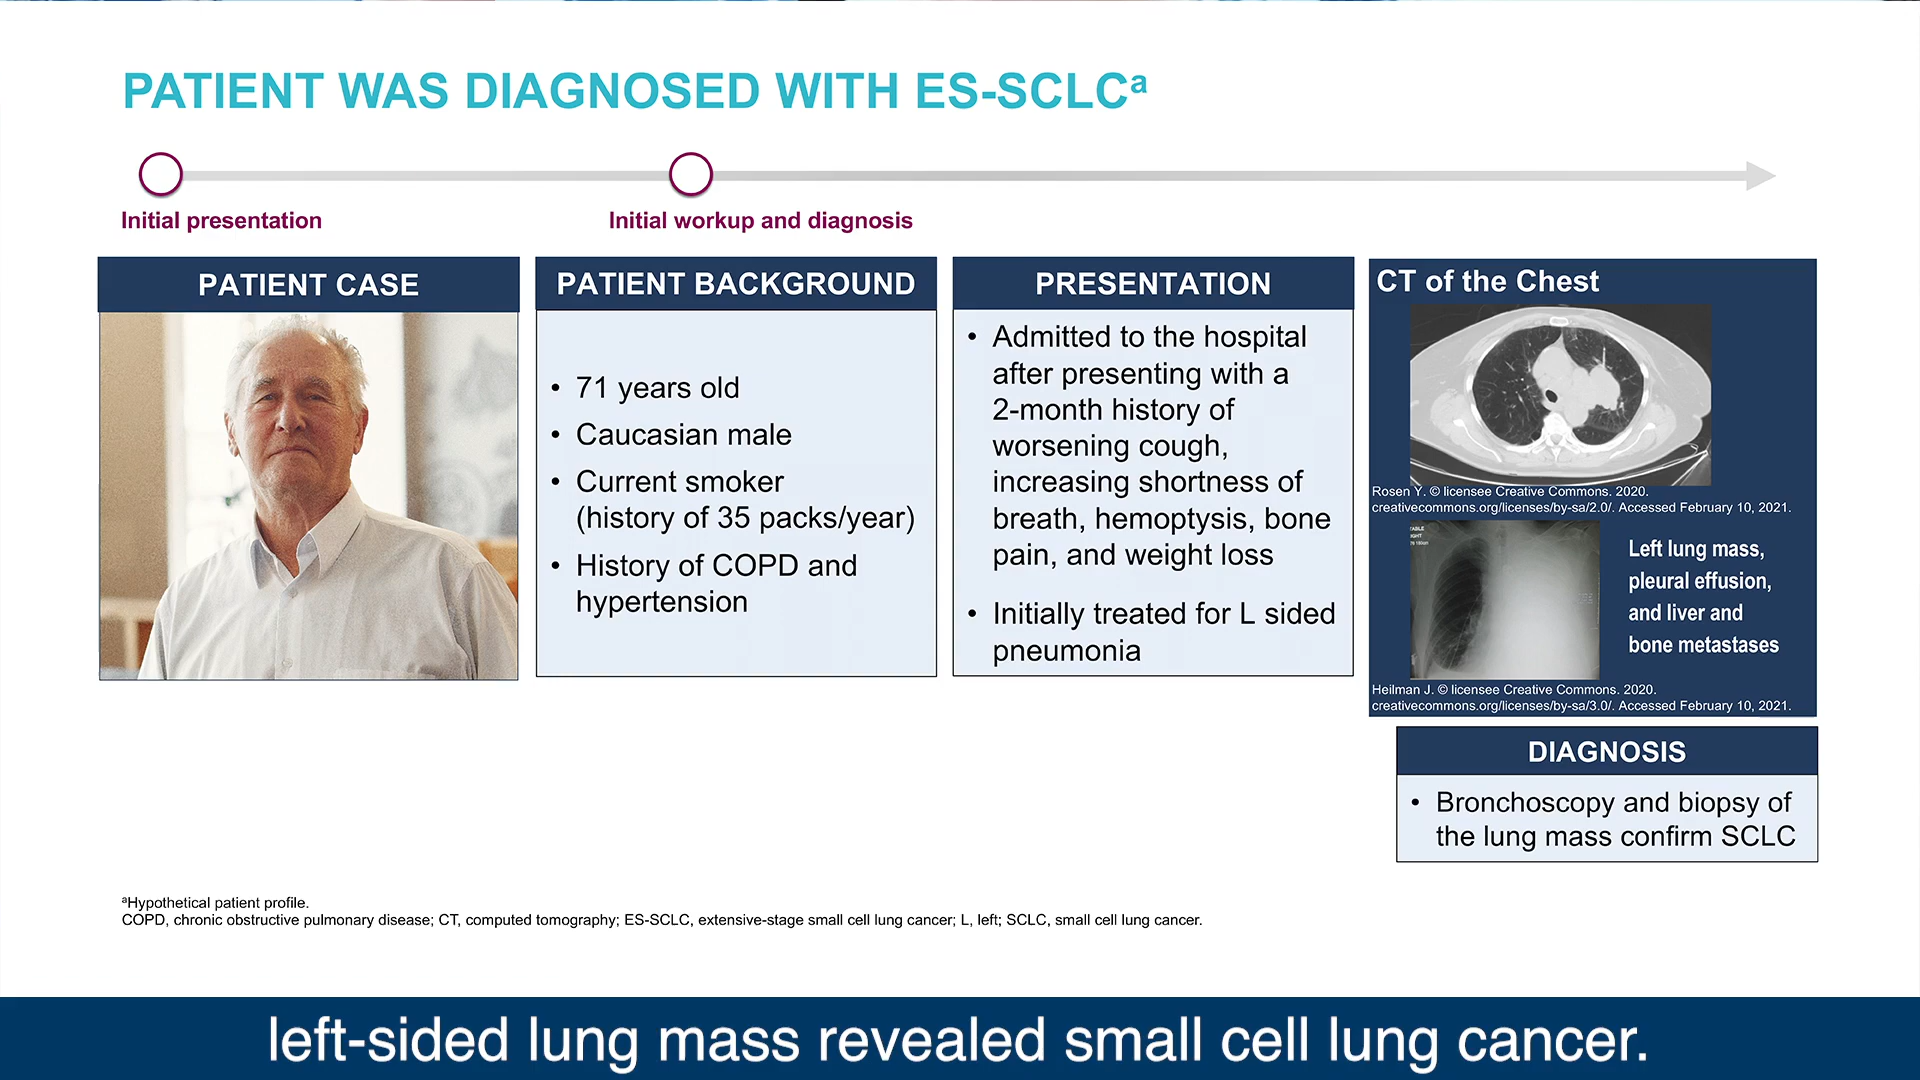 PATIENT WAS DIAGNOSED WITH ES-SCLCᵃ
Initial presentation
Initial workup and diagnosis
PATIENT CASE
PATIENT BACKGROUND
• 71 years old
• Caucasian male
• Current smoker
(history of 35 packs/year)
• History of COPD and
hypertension
PRESENTATION
• Admitted to the hospital
after presenting with a
2-month history of
worsening cough,
increasing shortness of
breath, hemoptysis, bone
pain, and weight loss
• Initially treated for L sided
pneumonia
CT of the Chest
Rosen Y. © licensee Creative Commons. 2020.
creativecommons.org/licenses/by-sa/2.0/. Accessed February 10, 2021.
Left lung mass,
pleural effusion,
and liver and
bone metastases
Heilman J. © licensee Creative Commons. 2020.
creativecommons.org/licenses/by-sa/3.0/. Accessed February 10, 2021.
DIAGNOSIS
• Bronchoscopy and biopsy of
the lung mass confirm SCLC
ᵃHypothetical patient profile.
COPD, chronic obstructive pulmonary disease; CT, computed tomography; ES-SCLC, extensive-stage small cell lung cancer; L, left; SCLC, small cell lung cancer.
left-sided lung mass revealed small cell lung cancer.